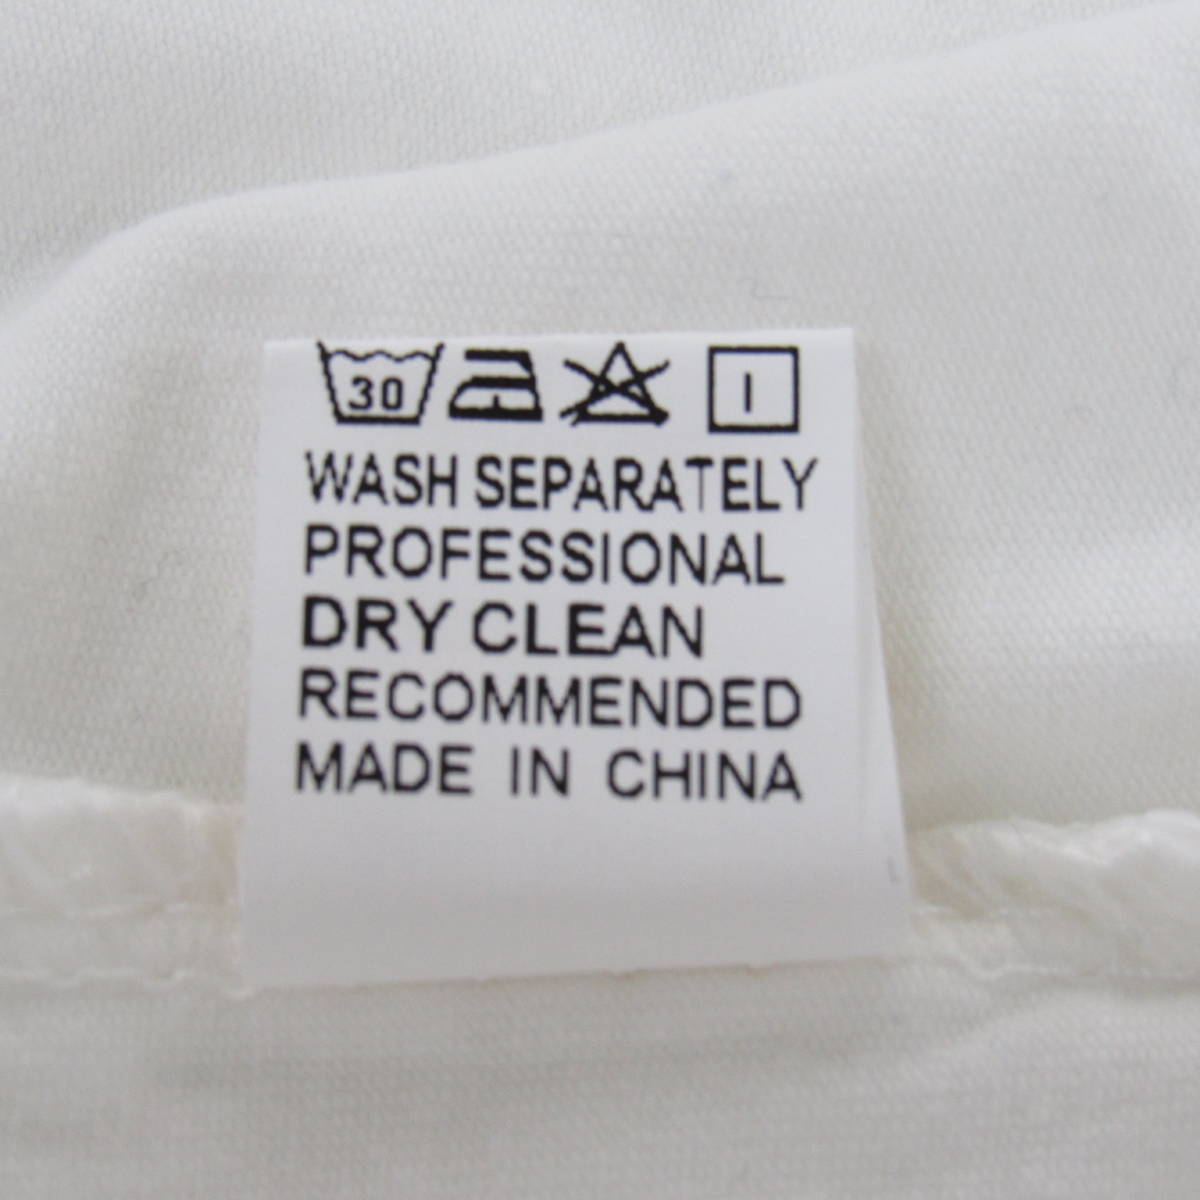 30
WASH SEPARATELY
PROFESSIONAL
DRY CLEAN
RECOMMENDED
MADE IN CHINA